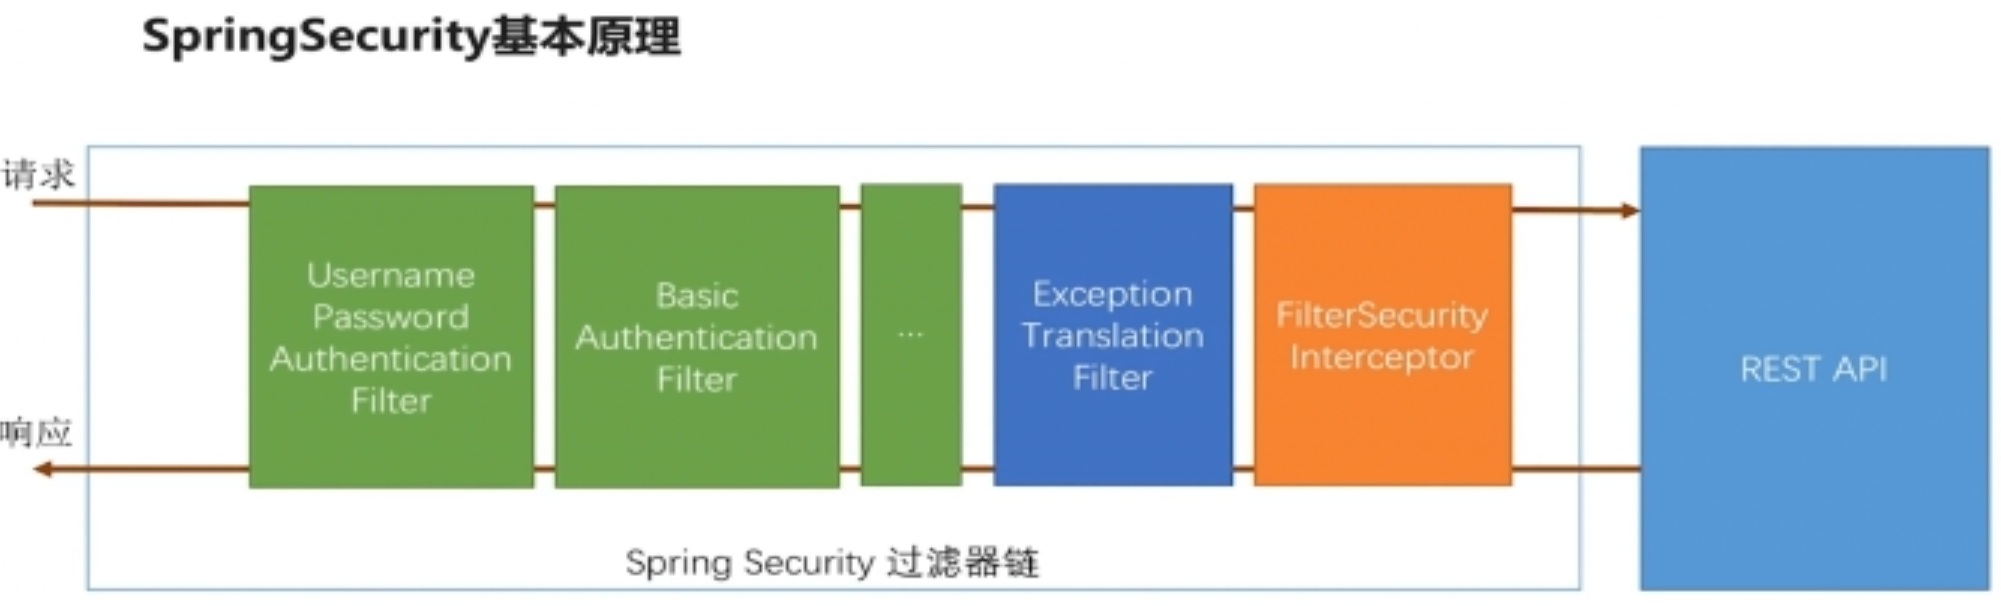 SpringSecurity基本原理
请求
Username
Password
Authentication
Filter
Basic
Authentication
Filter
...
Exception
Translation
Filter
FilterSecurity
Interceptor
REST API
响应
Spring Security 过滤器链